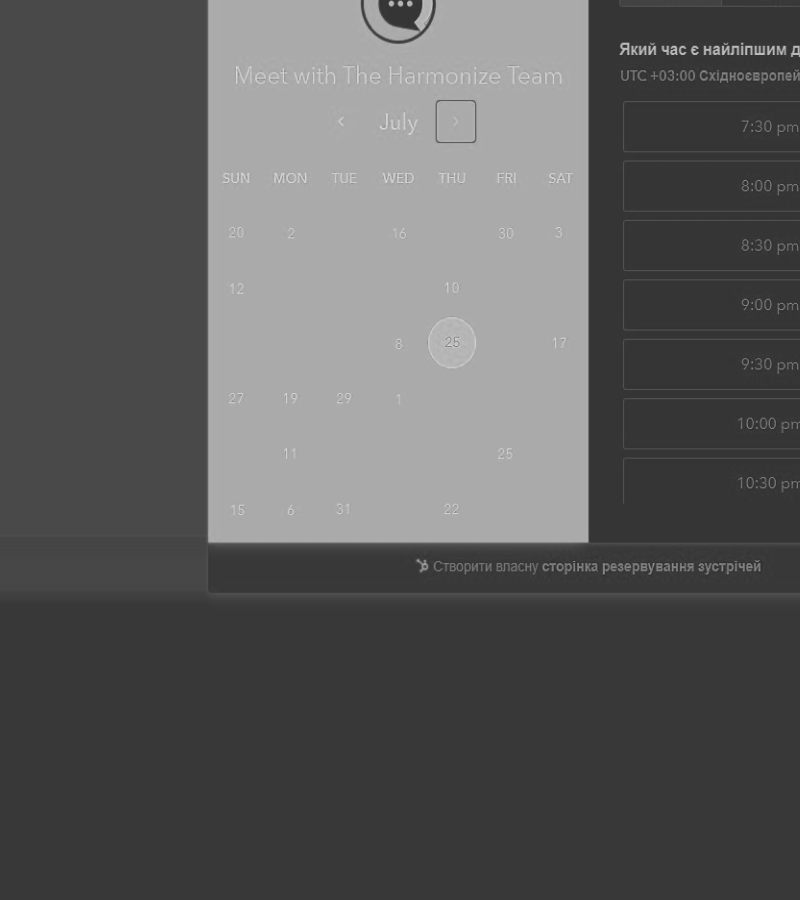 Meet with The Harmonize Team
July
SUN MON TUE WED THU FRI SAT
20 2 16 30 3
12 10
8 25 17
27 19 29 1
11 25
15 6 31 22
Який час є найліпшим
UTC +03:00 Східноєвропей
7:30 pm
8:00 pm
8:30 pm
9:00 pm
9:30 pm
10:00 pm
10:30 pm
Створити власну сторінка резервування зустрічей